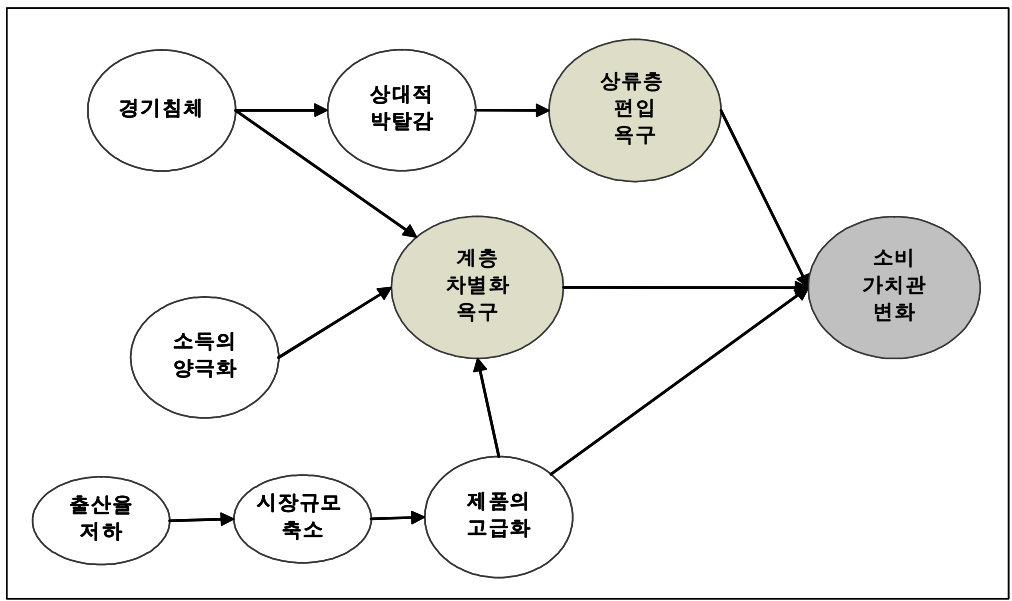 경기침체
상대적
박탈감
상류층
편입
욕구
계층
차별화
욕구
소비
가치관
변화
소득의
양극화
출산율
저하
시장규모
축소
제품의
고급화